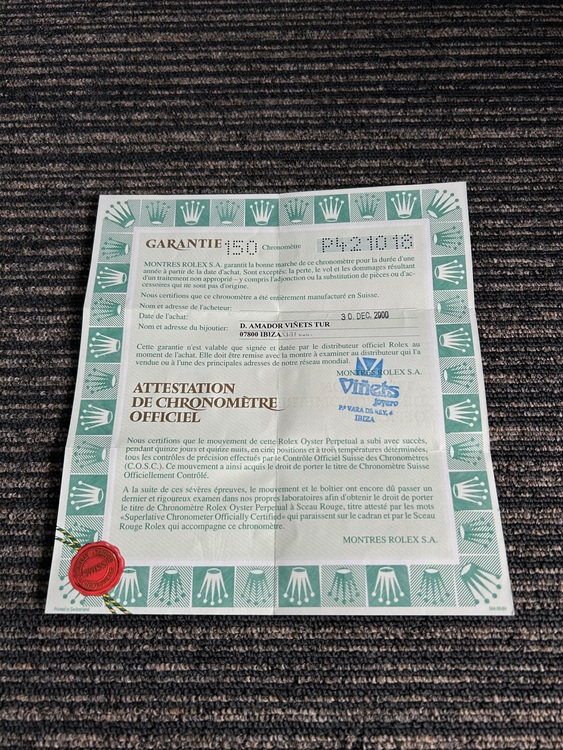 GARANTIE 150 Chronomètre P421018
MONTRES ROLEX S.A. garantit la bonne marche de ce chronomètre pour la durée d'une
année à partir de la date d'achat. Sont exceptés: la perte, le vol et les dommages résultant
d'un traitement non approprié – y compris l'adjonction ou la substitution de pièces ou d'ac-
cessoires qui ne sont pas d'origine.
Nous certifions que ce chronomètre a été entièrement manufacturé en Suisse.
Nom et adresse de l'acheteur:
Date de l'achat: 30. DEC. 2000
Nom et adresse du bijoutier: D. AMADOR VIÑETS TUR
07800 IBIZA
Cette garantie n'est valable que signée et datée par le distributeur officiel Rolex au
moment de l'achat. Elle doit être remise avec la montre à examiner au distributeur qui l'a
vendue ou à l'une des principales adresses de notre réseau mondial.
MONTRES ROLEX S.A.
Viñets
joyero
Pº VARA DE REY, 4
IBIZA
ATTESTATION
DE CHRONOMÈTRE
OFFICIEL
Nous certifions que le mouvement de cette Rolex Oyster Perpetual a subi avec succès,
pendant quinze jours et quinze nuits, en cinq positions et à trois températures déterminées,
tous les contrôles de précision effectués par le Contrôle Officiel Suisse des Chronomètres
(C.O.S.C.). Ce mouvement a ainsi acquis le droit de porter le titre de Chronomètre Suisse
Officiellement Contrôlé.
A la suite de ces sévères épreuves, le mouvement et le boîtier ont encore dû passer un
dernier et rigoureux examen dans nos propres laboratoires afin d'obtenir le droit de porter
le titre de Chronomètre Rolex Oyster Perpetual à Sceau Rouge, titre attesté par les mots
«Superlative Chronometer Officially Certified» qui paraissent sur le cadran et par le Sceau
Rouge Rolex qui accompagne ce chronomètre.
MONTRES ROLEX S.A.
Printed in Switzerland